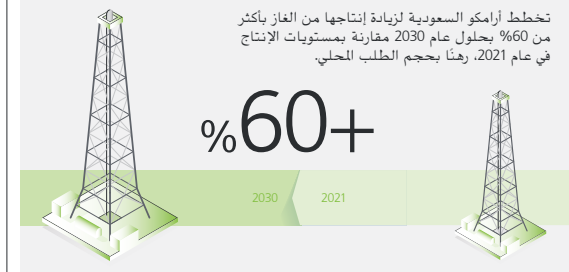 تخطط أرامكو السعودية لزيادة إنتاجها من الغاز بأكثر
من 60% بحلول عام 2030 مقارنة بمستويات الإنتاج
في عام 2021، رهنًا بحجم الطلب المحلي.
%60+
2021
2030